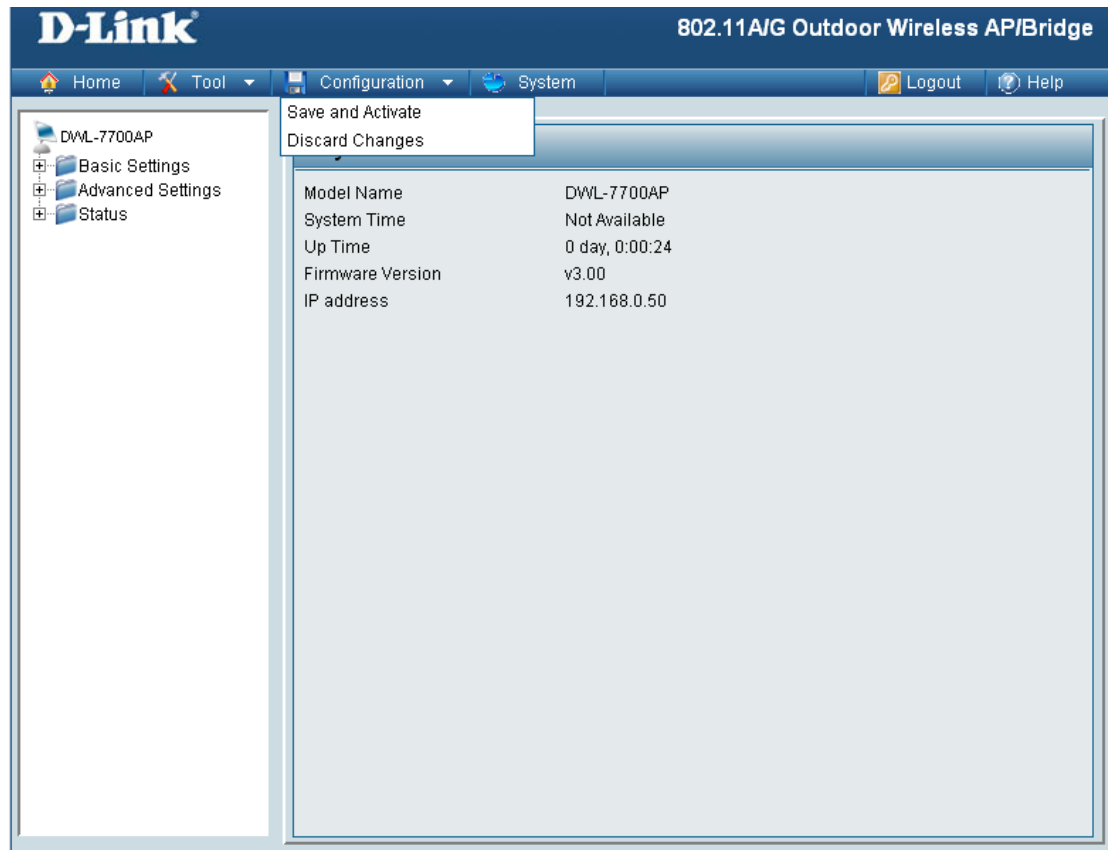 D-Link
802.11A/G Outdoor Wireless AP/Bridge
Home Tool Configuration System Logout Help
Save and Activate
Discard Changes
DWL-7700AP
Basic Settings
Advanced Settings
Status
Model Name DWL-7700AP
System Time Not Available
Up Time 0 day, 0:00:24
Firmware Version v3.00
IP address 192.168.0.50